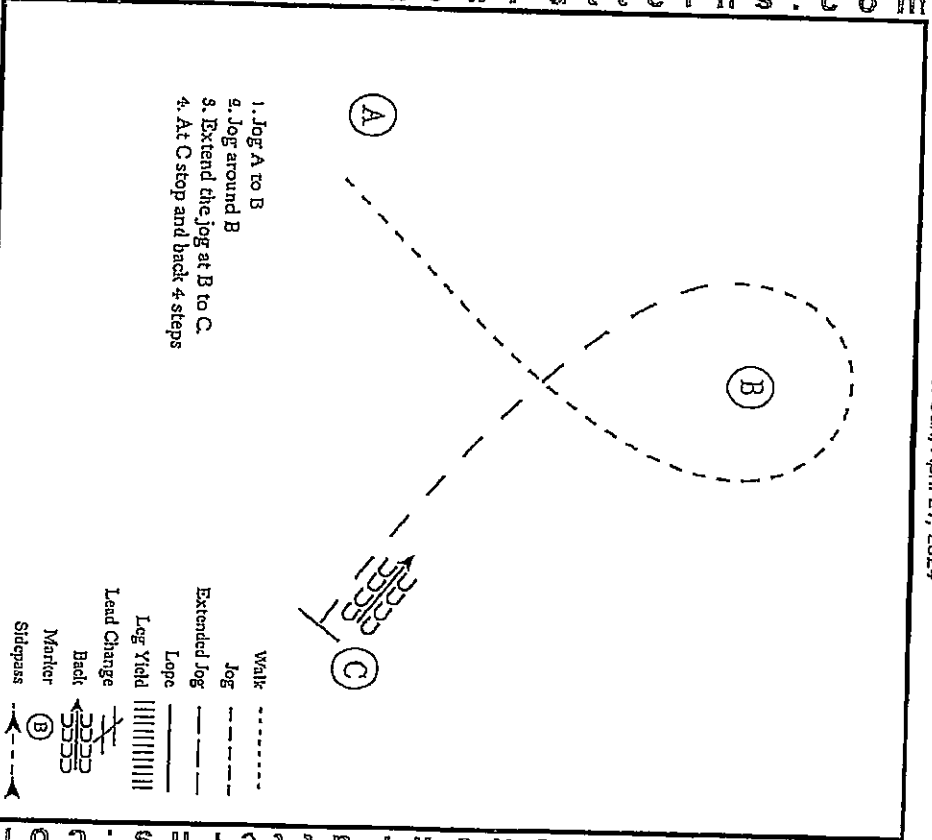 A
B
C
1. Jog A to B
2. Jog around B
3. Extend the jog at B to C.
4. At C stop and back 4 steps
Walk
Jog
Extended Jog
Lope
Leg Yield
Lead Change
Back
Marker B
Sidepass